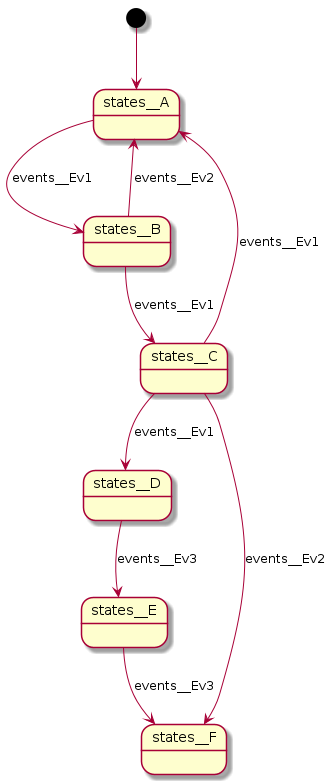 states__A
events__Ev1
events__Ev2
states__B
events__Ev1
events__Ev1
states__C
events__Ev1
states__D
events__Ev3
events__Ev2
states__E
events__Ev3
states__F